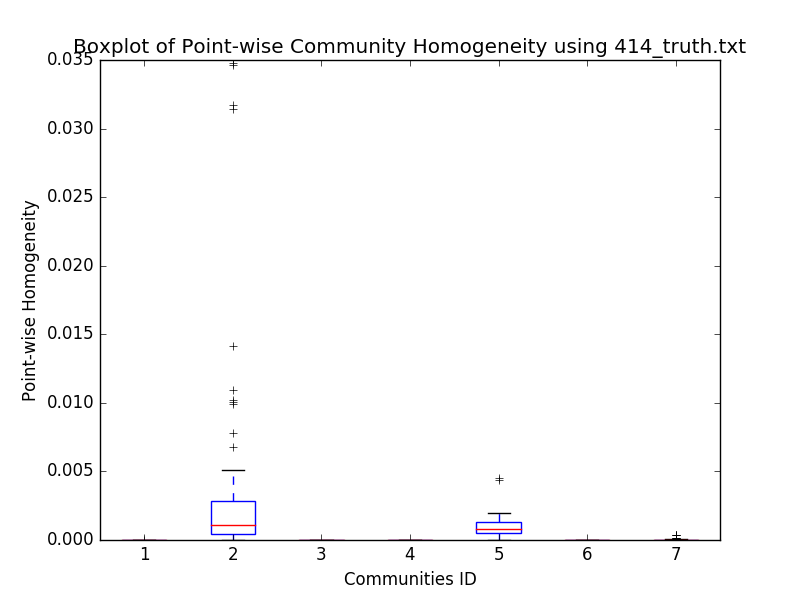 Boxplot of Point-wise Community Homogeneity using 414_truth.txt
0.035
0.030
0.025
0.020
0.015
0.010
0.005
0.000
Point-wise Homogeneity
1 2 3 4 5 6 7
Communities ID